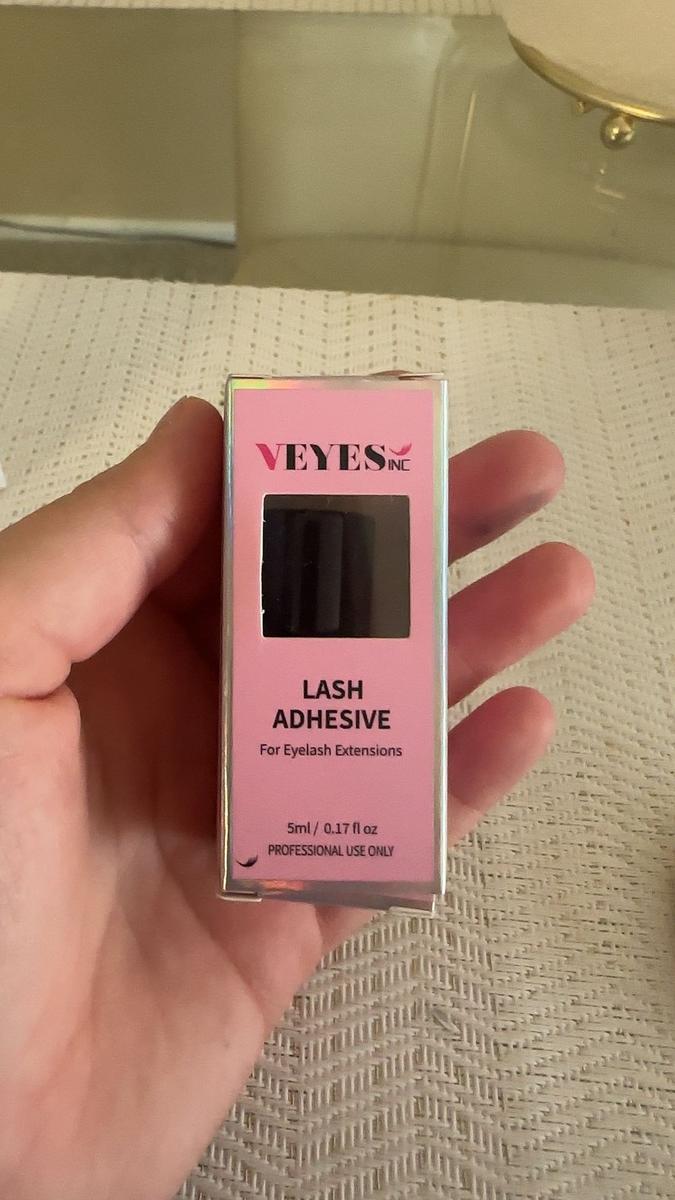 VEYES INC
LASH
ADHESIVE
For Eyelash Extensions
5ml / 0.17 fl oz
PROFESSIONAL USE ONLY